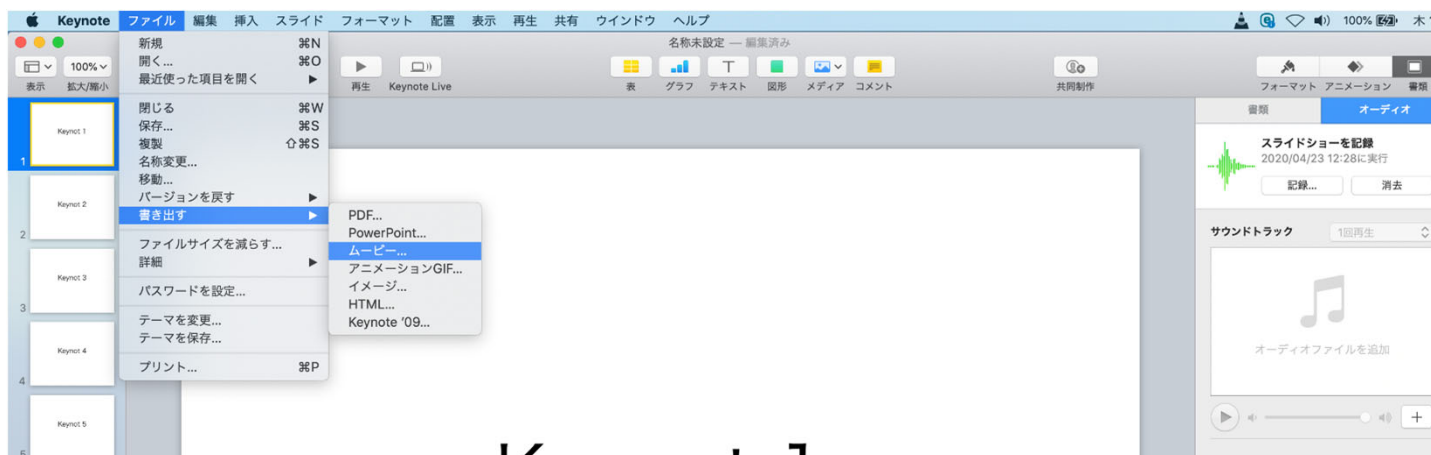 Keynote ファイル 編集 挿入 スライド フォーマット 配置 表示 再生 共有 ウインドウ ヘルプ 100% 木
名称未設定 — 編集済み
100%
表示 拡大/縮小
再生 Keynote Live
表 グラフ テキスト 図形 メディア コメント
共同制作
フォーマット アニメーション 書類
新規 ⌘N
開く... ⌘O
最近使った項目を開く ▶
閉じる ⌘W
保存... ⌘S
複製 ⇧⌘S
名称変更...
移動...
バージョンを戻す ▶
書き出す ▶
ファイルサイズを減らす...
詳細 ▶
パスワードを設定...
テーマを変更...
テーマを保存...
プリント... ⌘P
PDF...
PowerPoint...
ムービー...
アニメーションGIF...
イメージ...
HTML...
Keynote '09...
Keynot 1
1
Keynot 2
2
Keynot 3
3
Keynot 4
4
Keynot 5
書類 オーディオ
スライドショーを記録
2020/04/23 12:28に実行
記録... 消去
サウンドトラック 1回再生
オーディオファイルを追加